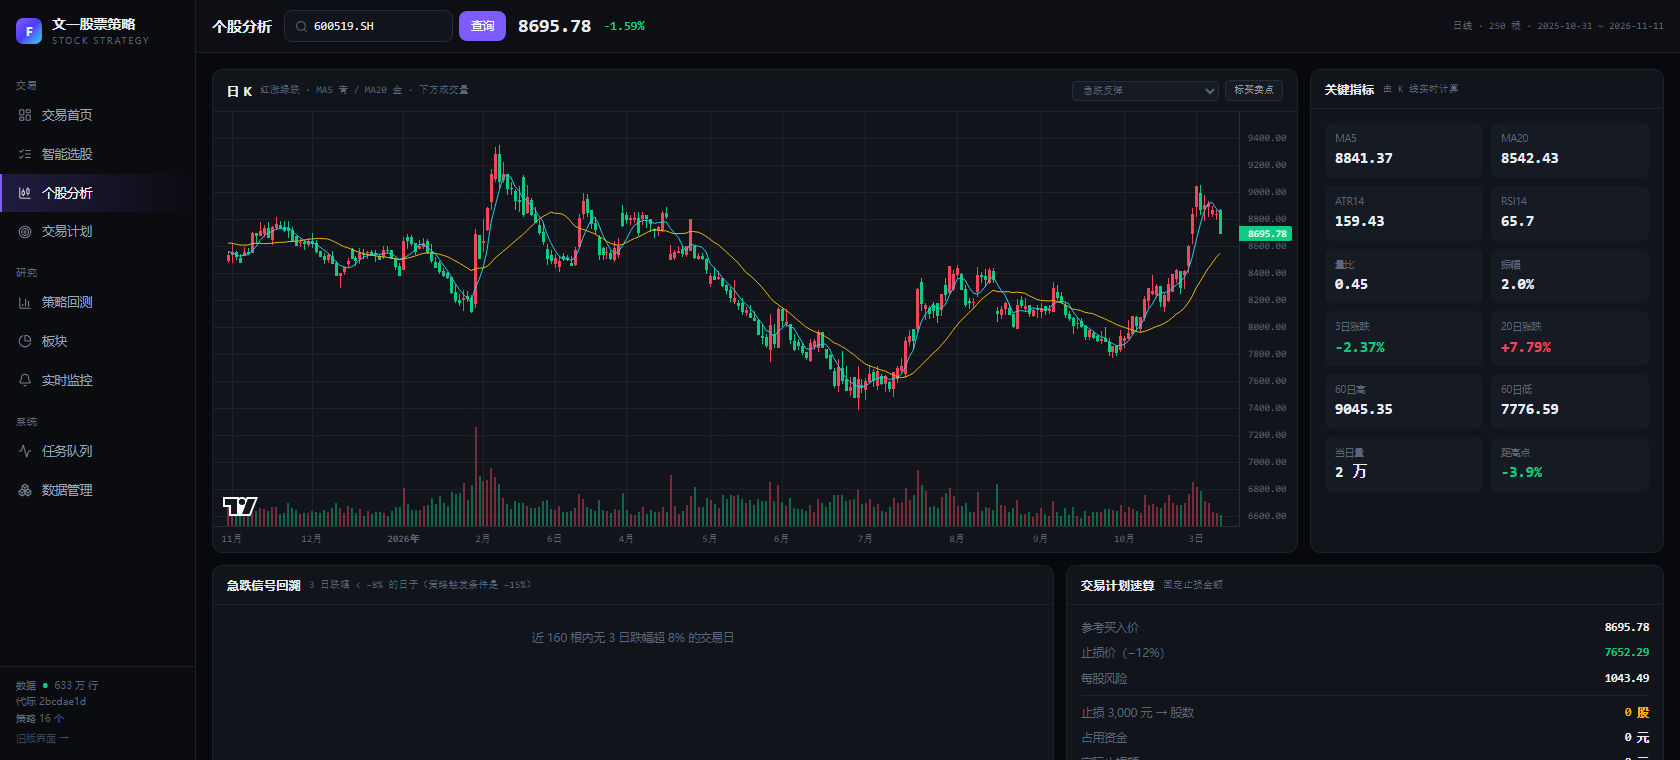 F
文一股票策略
STOCK STRATEGY
交易
交易首页
智能选股
个股分析
交易计划
研究
策略回测
板块
实时监控
系统
任务队列
数据管理
数据 ● 633 万 行
代际 2bcdae1d
策略 16 个
旧版界面 →
个股分析
600519.SH
查询
8695.78 -1.59%
日线 · 250 根 · 2025-10-31 ~ 2026-11-11
日 K 红涨绿跌 · MA5 青 / MA20 金 · 下方成交量
急跌反弹
标买卖点
9400.00
9200.00
9000.00
8800.00
8695.78
8600.00
8400.00
8200.00
8000.00
7800.00
7600.00
7400.00
7200.00
7000.00
6800.00
6600.00
11月 12月 2026年 2月 6日 4月 5月 6月 7月 8月 9月 10月 3日
关键指标 由 K 线实时计算
MA5
8841.37
MA20
8542.43
ATR14
159.43
RSI14
65.7
量比
0.45
振幅
2.0%
3日涨跌
-2.37%
20日涨跌
+7.79%
60日高
9045.35
60日低
7776.59
当日量
2 万
距高点
-3.9%
急跌信号回溯 3 日跌幅 < -8% 的日子（策略触发条件是 -15%）
近 160 根内无 3 日跌幅超 8% 的交易日
交易计划速算 固定止损金额
参考买入价 8695.78
止损价（-12%） 7652.29
每股风险 1043.49
止损 3,000 元 → 股数 0 股
占用资金 0 元